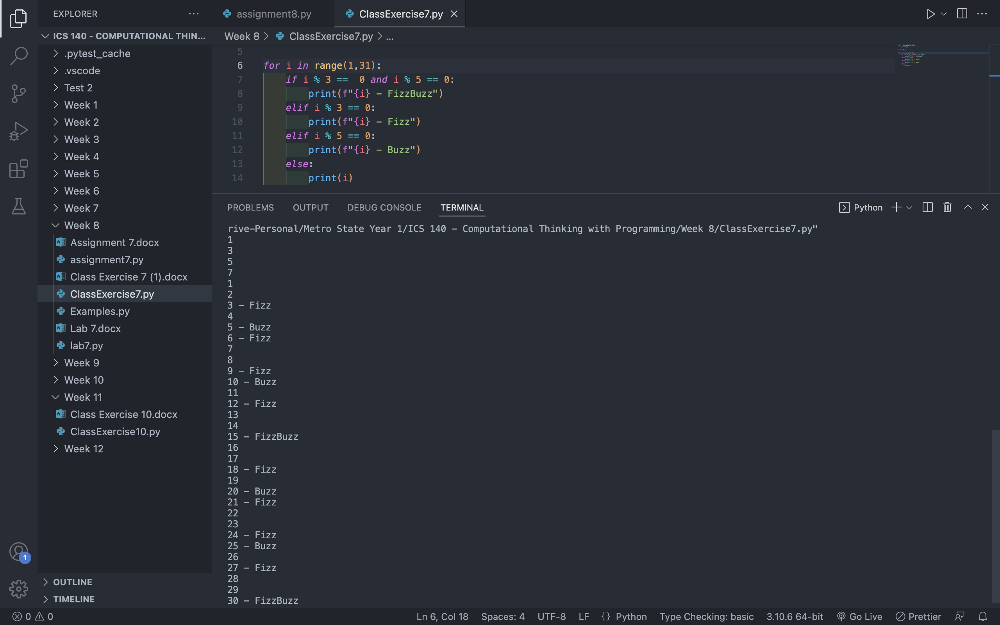 EXPLORER
ICS 140 - COMPUTATIONAL THIN...
.pytest_cache
.vscode
Test 2
Week 1
Week 2
Week 3
Week 4
Week 5
Week 6
Week 7
Week 8
Assignment 7.docx
assignment7.py
Class Exercise 7 (1).docx
ClassExercise7.py
Examples.py
Lab 7.docx
lab7.py
Week 9
Week 10
Week 11
Class Exercise 10.docx
ClassExercise10.py
Week 12
OUTLINE
TIMELINE
1
assignment8.py
ClassExercise7.py
Week 8 > ClassExercise7.py > ...
5
6 for i in range(1,31):
7 if i % 3 ==  0 and i % 5 == 0:
8 print(f"{i} - FizzBuzz")
9 elif i % 3 == 0:
10 print(f"{i} - Fizz")
11 elif i % 5 == 0:
12 print(f"{i} - Buzz")
13 else:
14 print(i)
PROBLEMS OUTPUT DEBUG CONSOLE TERMINAL Python
rive-Personal/Metro State Year 1/ICS 140 - Computational Thinking with Programming/Week 8/ClassExercise7.py"
1
3
5
7
1
2
3 - Fizz
4
5 - Buzz
6 - Fizz
7
8
9 - Fizz
10 - Buzz
11
12 - Fizz
13
14
15 - FizzBuzz
16
17
18 - Fizz
19
20 - Buzz
21 - Fizz
22
23
24 - Fizz
25 - Buzz
26
27 - Fizz
28
29
30 - FizzBuzz
0 0 Ln 6, Col 18 Spaces: 4 UTF-8 LF {} Python Type Checking: basic 3.10.6 64-bit Go Live Prettier